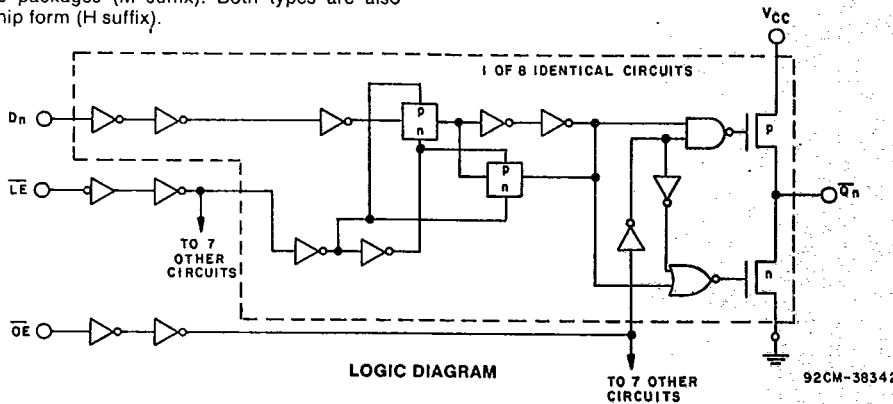 packages (M suffix). Both types are also
hip form (H suffix).
VCC
1 OF 8 IDENTICAL CIRCUITS
Dn
p
n
p
n
p
LE
Qn
TO 7
OTHER
CIRCUITS
n
OE
LOGIC DIAGRAM
TO 7 OTHER
CIRCUITS
92CM-38342